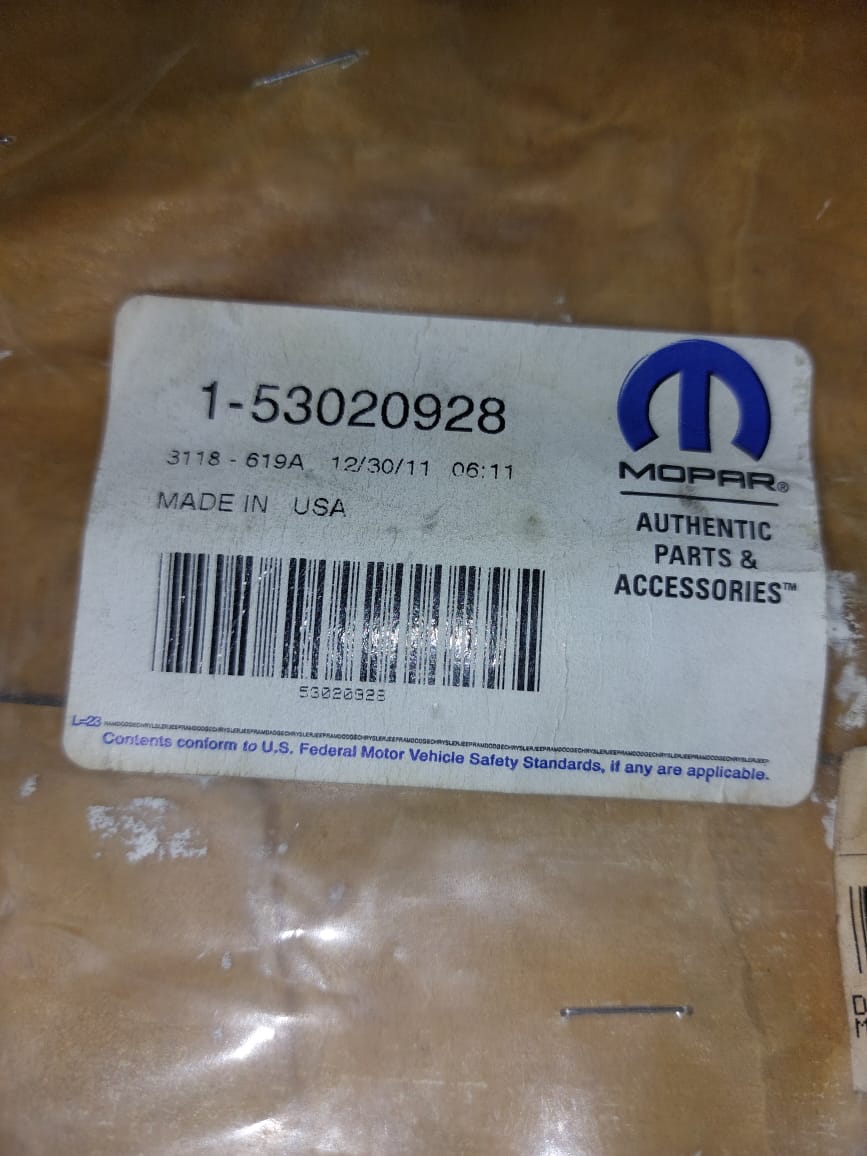 1-53020928
3118 - 619A 12/30/11 06:11
MADE IN USA
53020928
MOPAR®
AUTHENTIC
PARTS &
ACCESSORIES™
L=23
Contents conform to U.S. Federal Motor Vehicle Safety Standards, if any are applicable.
D
M